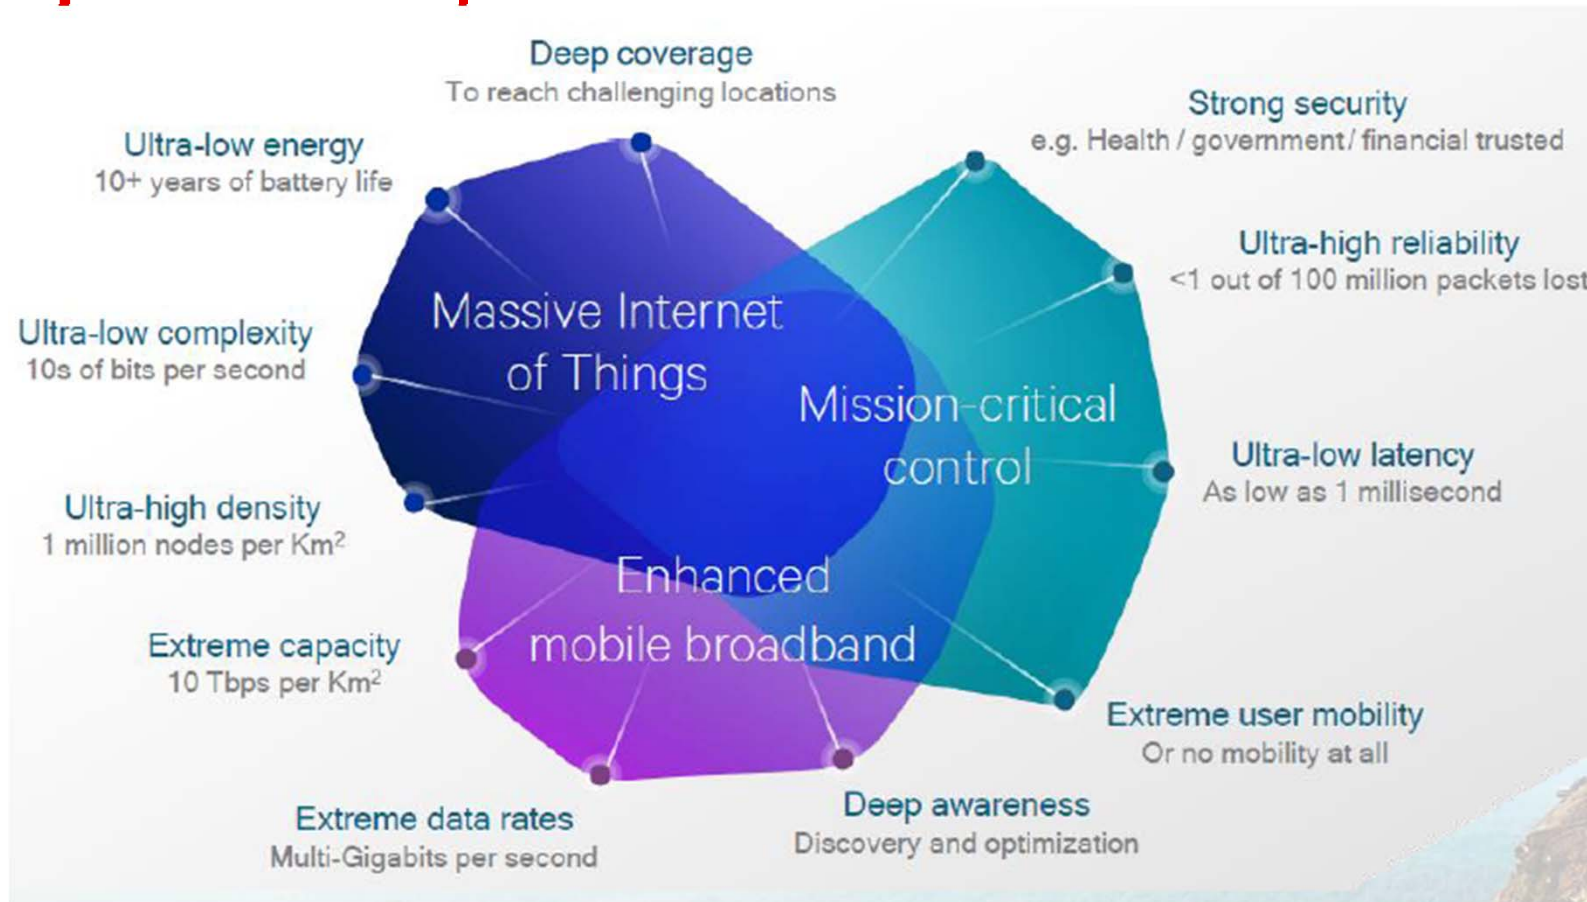 Deep coverage
To reach challenging locations
Strong security
e.g. Health / government / financial trusted
Ultra-low energy
10+ years of battery life
Ultra-high reliability
<1 out of 100 million packets lost
Massive Internet
of Things
Ultra-low complexity
10s of bits per second
Mission-critical
control
Ultra-low latency
As low as 1 millisecond
Ultra-high density
1 million nodes per Km²
Enhanced
mobile broadband
Extreme capacity
10 Tbps per Km²
Extreme user mobility
Or no mobility at all
Extreme data rates
Multi-Gigabits per second
Deep awareness
Discovery and optimization